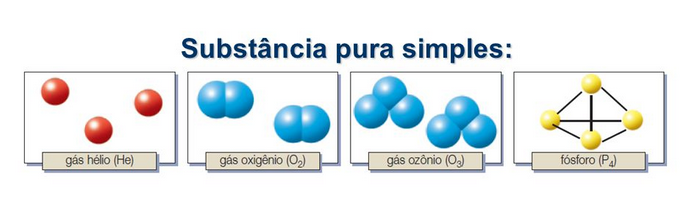 Substância pura simples:
gás hélio (He)
gás oxigênio (O₂)
gás ozônio (O₃)
fósforo (P₄)